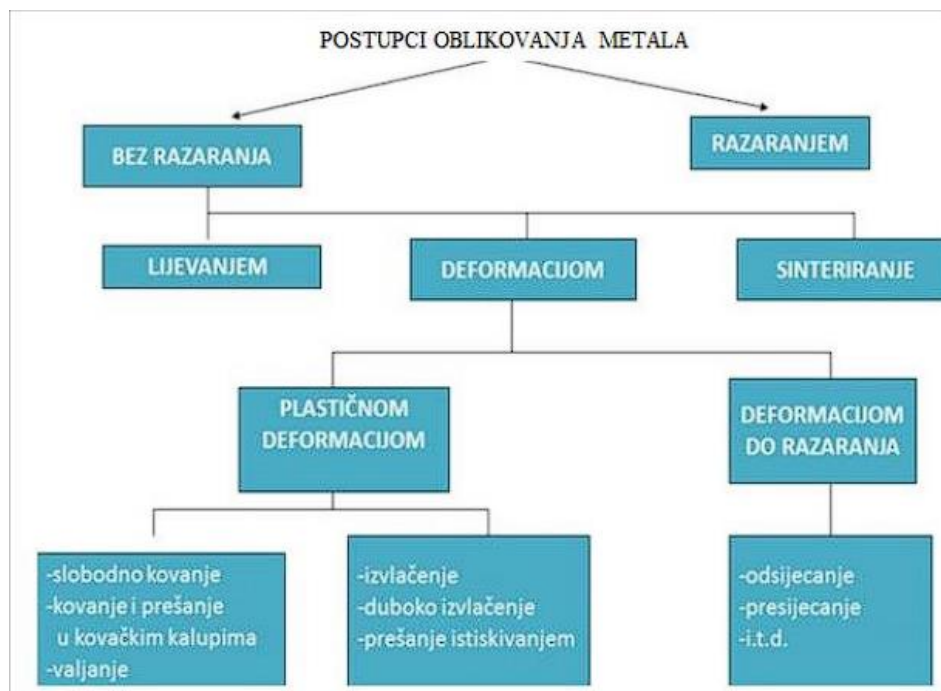 POSTUPCI OBLIKOVANJA METALA
BEZ RAZARANJA
RAZARANJEM
LIJEVANJEM
DEFORMACIJOM
SINTERIRANJE
PLASTIČNOM
DEFORMACIJOM
DEFORMACIJOM
DO RAZARANJA
-slobodno kovanje
-kovanje i prešanje
u kovačkim kalupima
-valjanje
-izvlačenje
-duboko izvlačenje
-prešanje istiskivanjem
-odsijecanje
-presijecanje
-i.t.d.